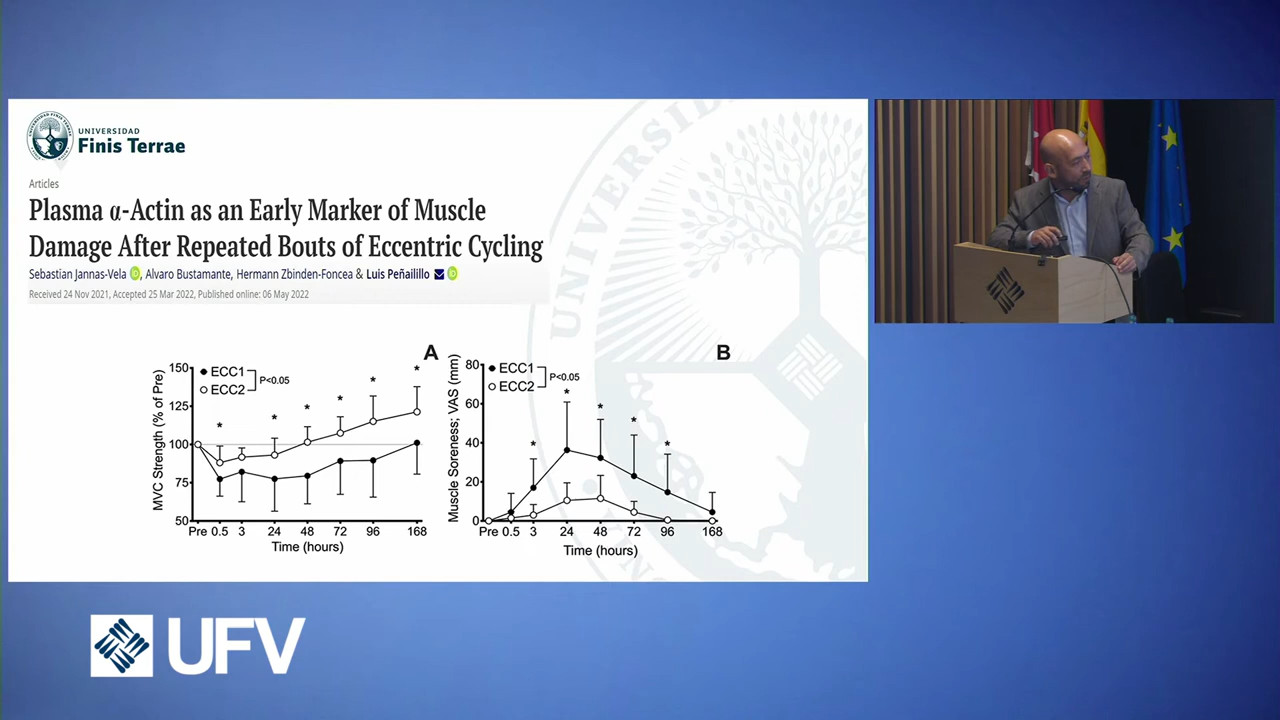 UNIVERSIDAD
Finis Terrae
Articles
Plasma α-Actin as an Early Marker of Muscle
Damage After Repeated Bouts of Eccentric Cycling
Sebastian Jannas-Vela iD, Alvaro Bustamante, Hermann Zbinden-Foncea & Luis Peñailillo iD
Received 24 Nov 2021, Accepted 25 Mar 2022, Published online: 06 May 2022
A
ECC1
ECC2
P<0.05
MVC Strength (% of Pre)
150
125
100
75
50
* * * * * *
Pre 0.5 3 24 48 72 96 168
Time (hours)
B
ECC1
ECC2
P<0.05
Muscle Soreness; VAS (mm)
80
60
40
20
0
* * * * *
Pre 0.5 3 24 48 72 96 168
Time (hours)
UFV